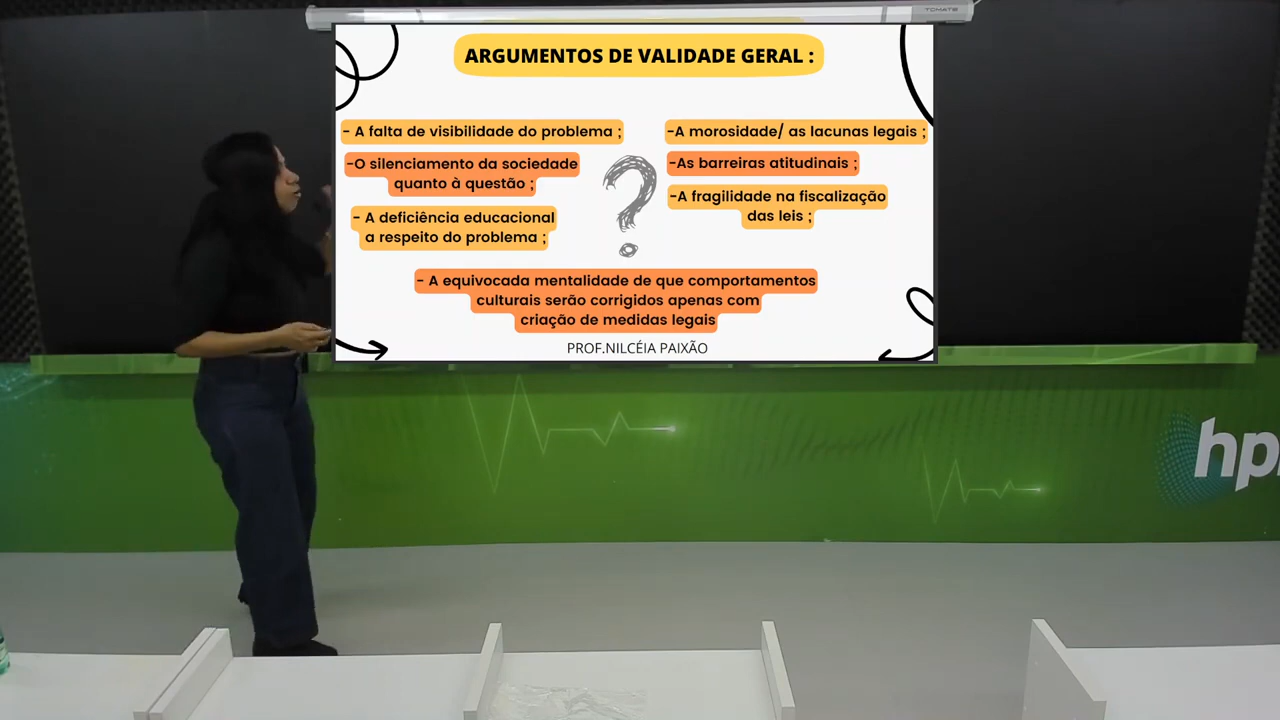 TOMATE
ARGUMENTOS DE VALIDADE GERAL :
- A falta de visibilidade do problema ;
-O silenciamento da sociedade
quanto à questão ;
- A deficiência educacional
a respeito do problema ;
-A morosidade/ as lacunas legais ;
-As barreiras atitudinais ;
-A fragilidade na fiscalização
das leis ;
?
- A equivocada mentalidade de que comportamentos
culturais serão corrigidos apenas com
criação de medidas legais
PROF.NILCÉIA PAIXÃO